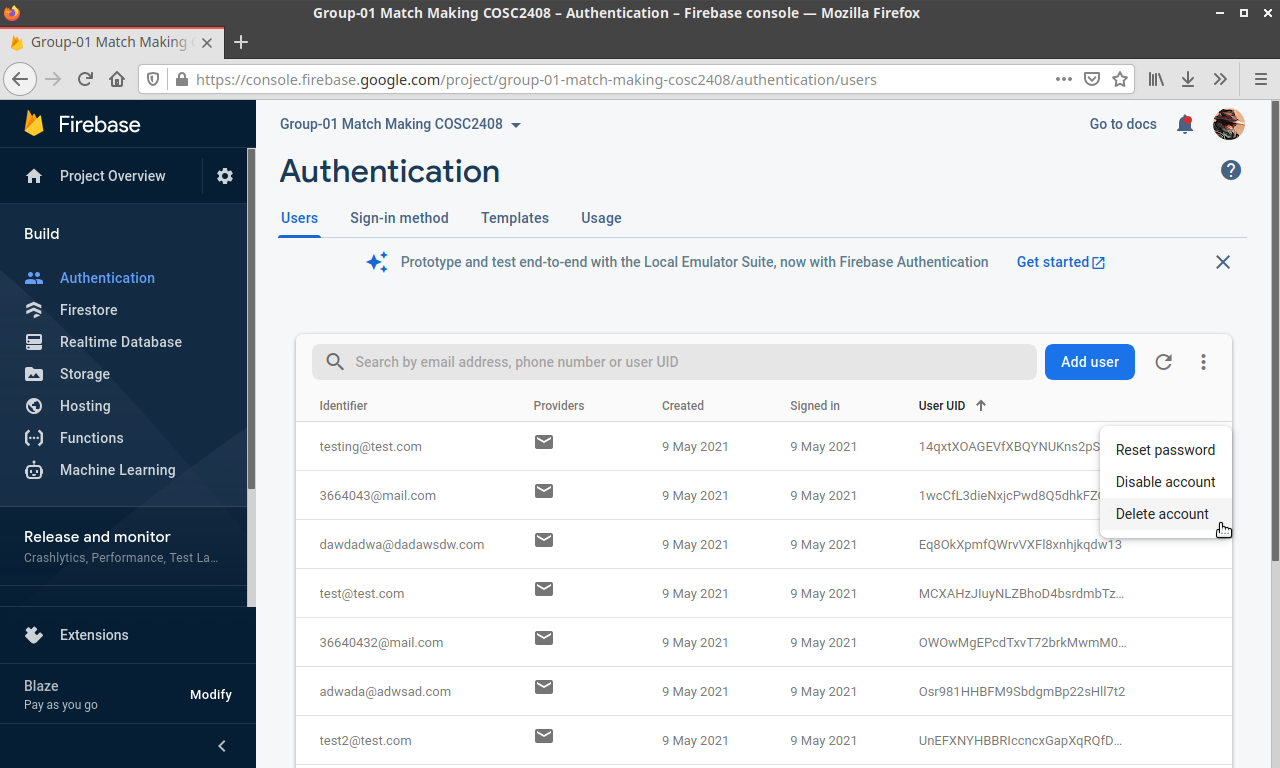 Group-01 Match Making COSC2408 – Authentication – Firebase console — Mozilla Firefox
Group-01 Match Making
https://console.firebase.google.com/project/group-01-match-making-cosc2408/authentication/users
Firebase
Project Overview
Build
Authentication
Firestore
Realtime Database
Storage
Hosting
Functions
Machine Learning
Release and monitor
Crashlytics, Performance, Test La…
Extensions
Blaze
Pay as you go
Modify
Group-01 Match Making COSC2408
Go to docs
Authentication
Users Sign-in method Templates Usage
Prototype and test end-to-end with the Local Emulator Suite, now with Firebase Authentication Get started
Search by email address, phone number or user UID
Add user
Identifier Providers Created Signed in User UID
testing@test.com 9 May 2021 9 May 2021 14qxtXOAGEVfXBQYNUKns2pS
3664043@mail.com 9 May 2021 9 May 2021 1wcCfL3dieNxjcPwd8Q5dhkFZ
dawdadwa@dadawsdw.com 9 May 2021 9 May 2021 Eq8OkXpmfQWrvVXFl8xnhjkqdw13
test@test.com 9 May 2021 9 May 2021 MCXAHzJIuyNLZBhoD4bsrdmbTz…
36640432@mail.com 9 May 2021 9 May 2021 OWOwMgEPcdTxvT72brkMwmM0…
adwada@adwsad.com 9 May 2021 9 May 2021 Osr981HHBFM9SbdgmBp22sHll7t2
test2@test.com 9 May 2021 9 May 2021 UnEFXNYHBBRIccncxGapXqRQfD…
Reset password
Disable account
Delete account